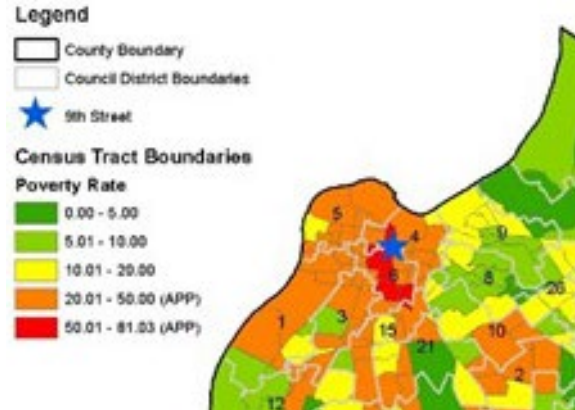 Legend
County Boundary
Council District Boundaries
9th Street
Census Tract Boundaries
Poverty Rate
0.00 - 5.00
5.01 - 10.00
10.01 - 20.00
20.01 - 50.00 (APP)
50.01 - 81.03 (APP)
5
4
9
6
8
26
1
3
15
10
21
2
12